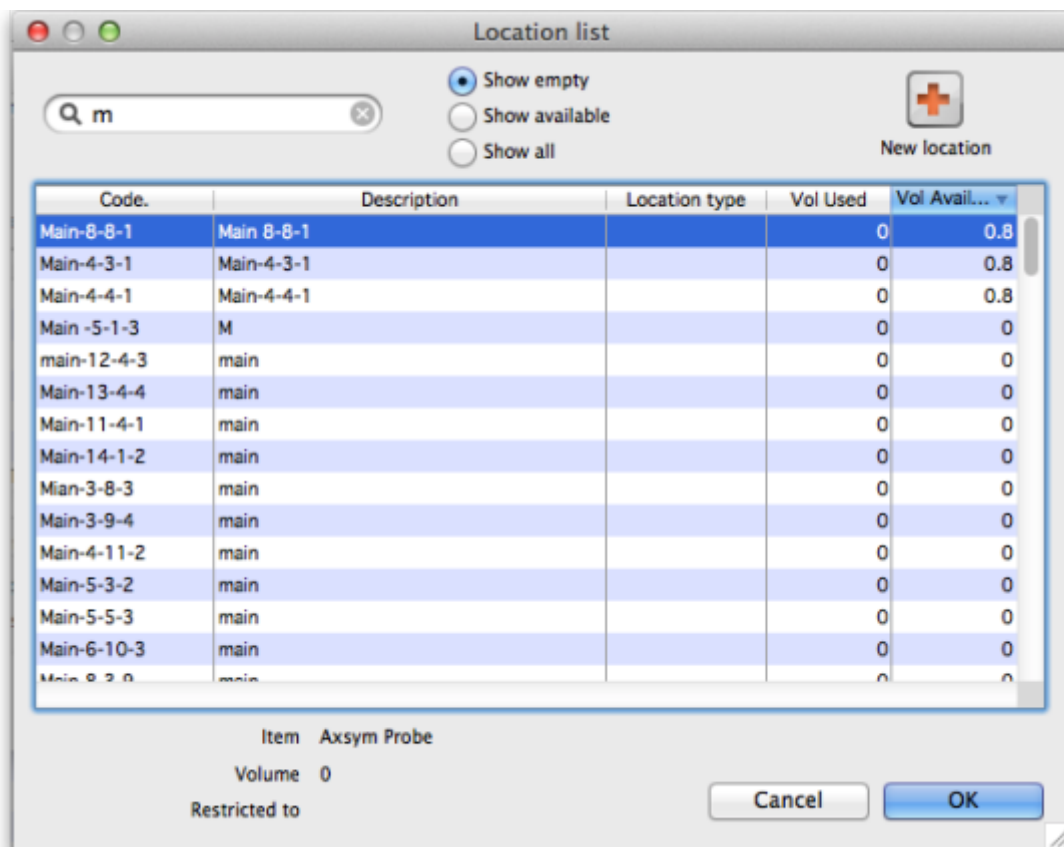 Location list
m
Show empty
Show available
Show all
New location
Code. Description Location type Vol Used Vol Avail...
Main-8-8-1 Main 8-8-1 0 0.8
Main-4-3-1 Main-4-3-1 0 0.8
Main-4-4-1 Main-4-4-1 0 0.8
Main -5-1-3 M 0 0
main-12-4-3 main 0 0
Main-13-4-4 main 0 0
Main-11-4-1 main 0 0
Main-14-1-2 main 0 0
Mian-3-8-3 main 0 0
Main-3-9-4 main 0 0
Main-4-11-2 main 0 0
Main-5-3-2 main 0 0
Main-5-5-3 main 0 0
Main-6-10-3 main 0 0
main 0 0
Item Axsym Probe
Volume 0
Restricted to
Cancel OK